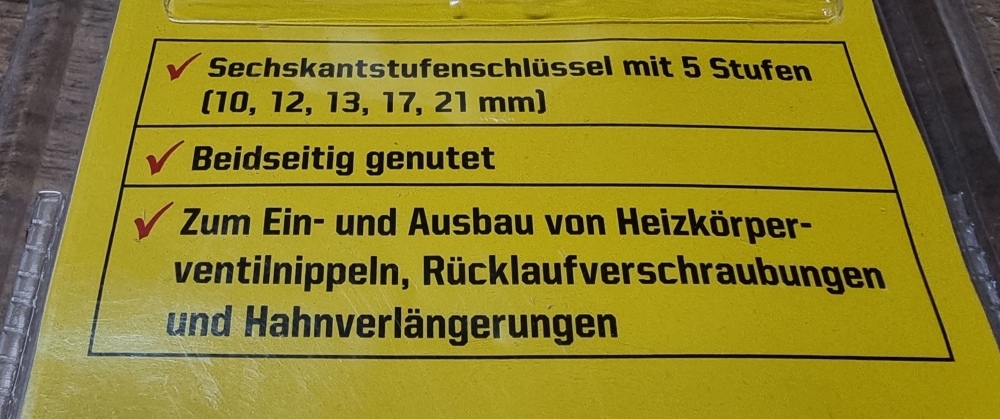 Sechskantstufenschlüssel mit 5 Stufen
(10, 12, 13, 17, 21 mm)
Beidseitig genutet
Zum Ein- und Ausbau von Heizkörper-
ventilnippeln, Rücklaufverschraubungen
und Hahnverlängerungen